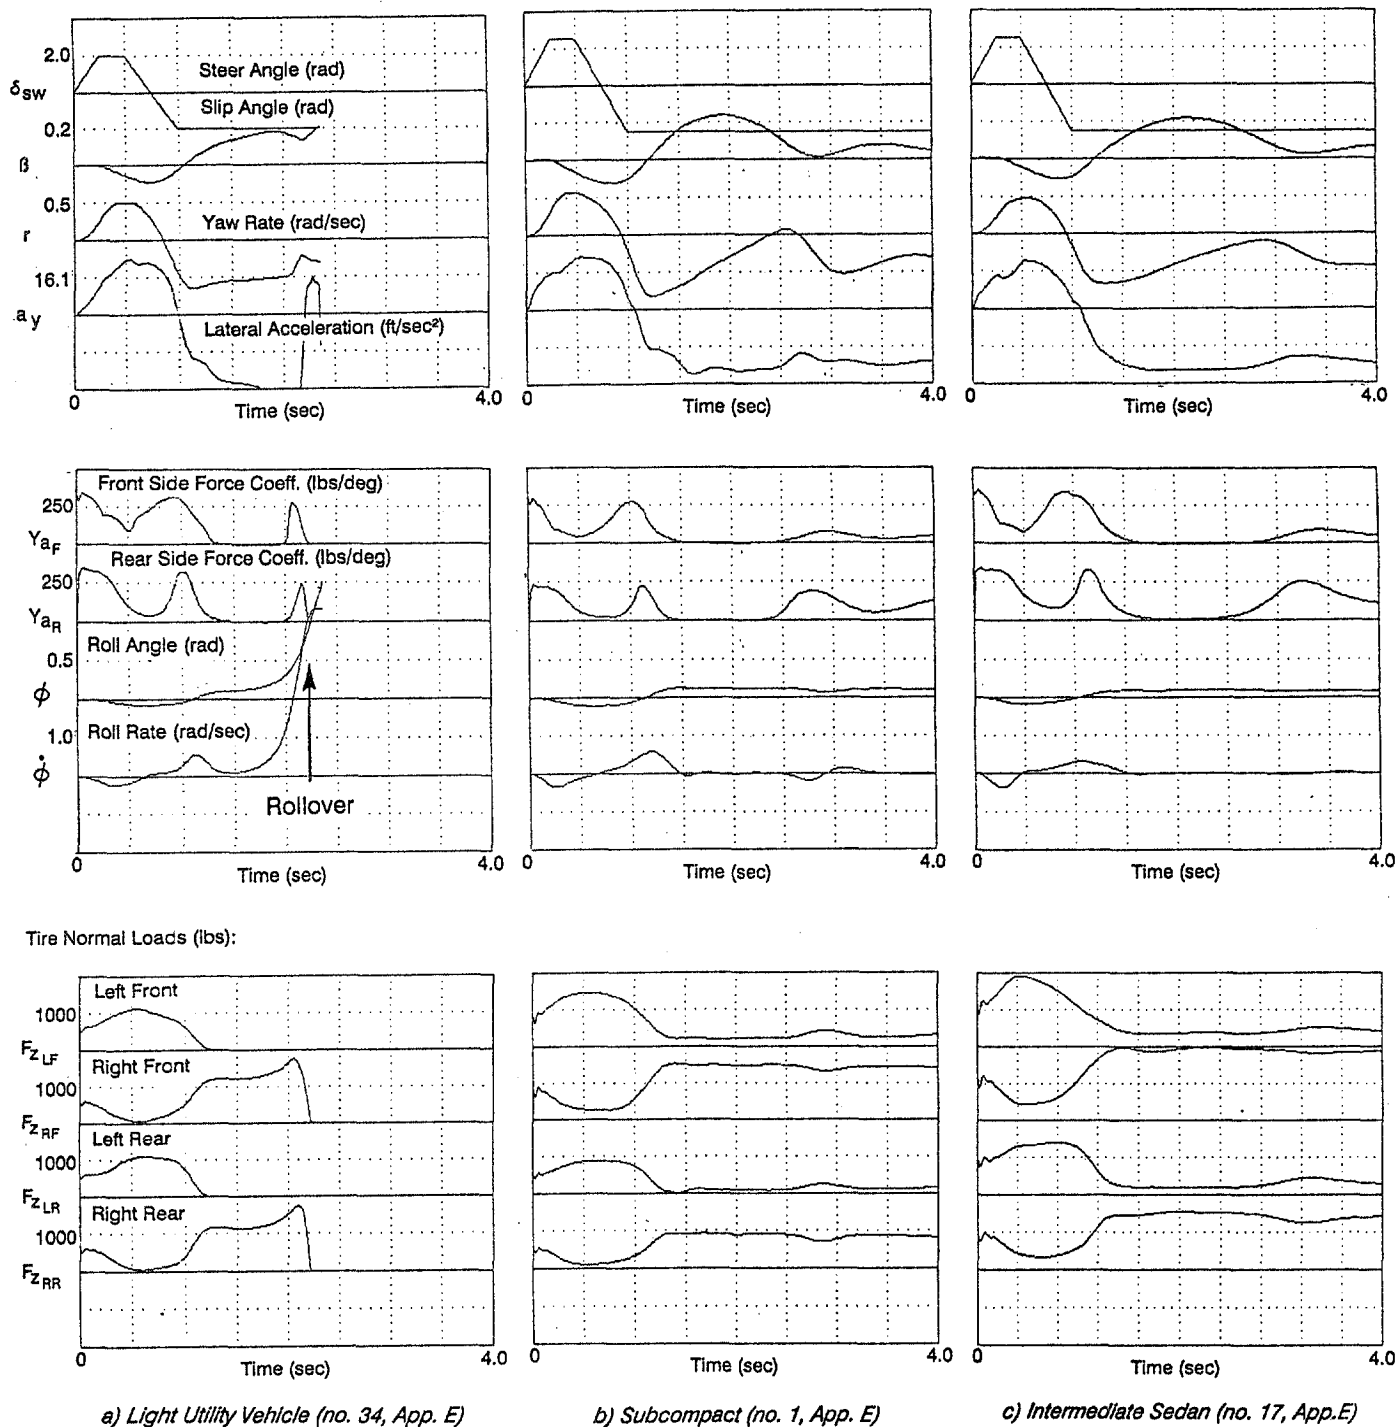 2.0
Steer Angle (rad)
δsw
Slip Angle (rad)
0.2
ß
0.5
Yaw Rate (rad/sec)
r
16.1
ay
Lateral Acceleration (ft/sec²)
0 4.0 0 4.0 0 4.0
Time (sec) Time (sec) Time (sec)
Front Side Force Coeff. (lbs/deg)
250
YaF
Rear Side Force Coeff. (lbs/deg)
250
YaR
Roll Angle (rad)
0.5
ϕ
1.0 Roll Rate (rad/sec)
ϕ̇
Rollover
0 4.0 0 4.0 0 4.0
Time (sec) Time (sec) Time (sec)
Tire Normal Loads (lbs):
Left Front
1000
FzLF
Right Front
1000
FzRF
Left Rear
1000
FzLR
Right Rear
1000
FzRR
0 4.0 0 4.0 0 4.0
Time (sec) Time (sec) Time (sec)
a) Light Utility Vehicle (no. 34, App. E) b) Subcompact (no. 1, App. E) c) Intermediate Sedan (no. 17, App.E)